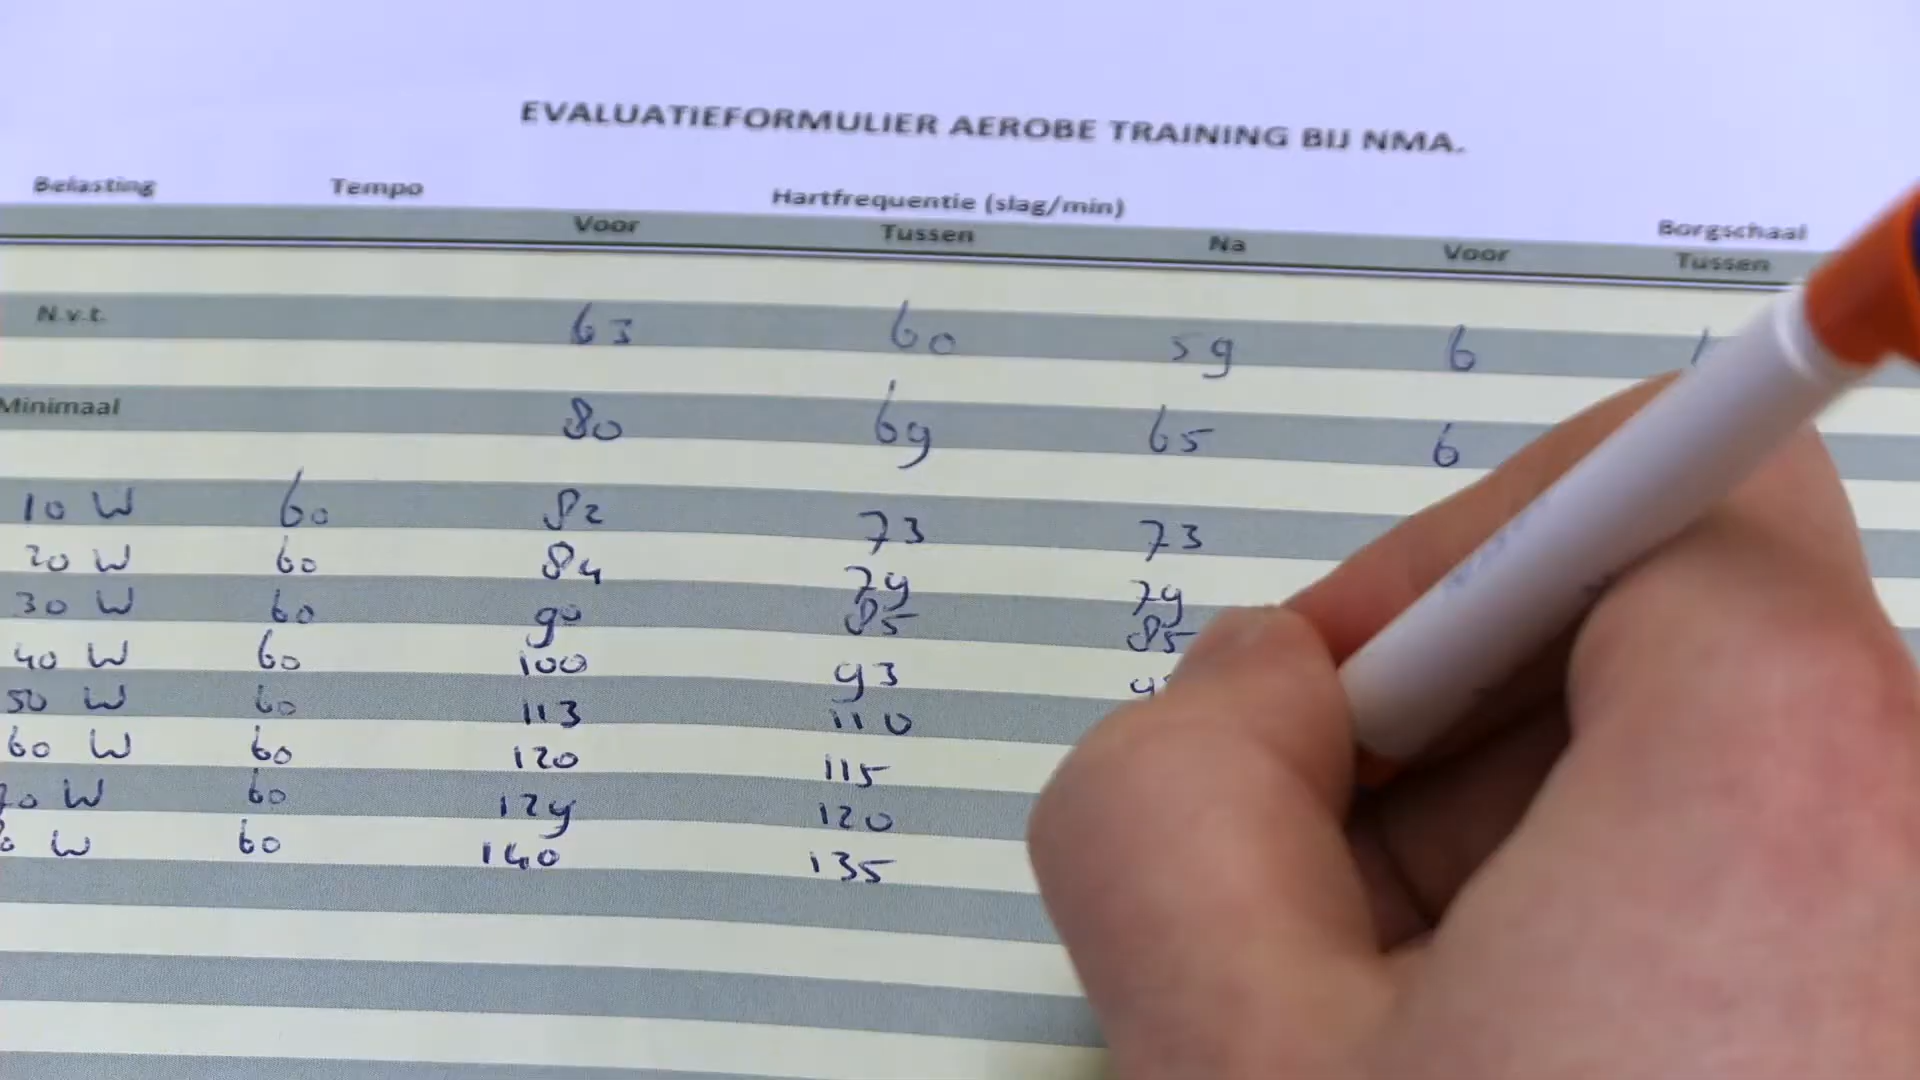 EVALUATIEFORMULIER AEROBE TRAINING BIJ NMA.
Belasting Tempo Hartfrequentie (slag/min) Borgschaal
Voor Tussen Na Voor Tussen
N.v.t. 63 60 59 6
Minimaal 80 69 65 6
10 W 60 82 73 73
20 W 60 84 79 79
30 W 60 90 85 85
40 W 60 100 93
50 W 60 113 110
60 W 60 120 115
70 W 60 129 120
W 60 140 135